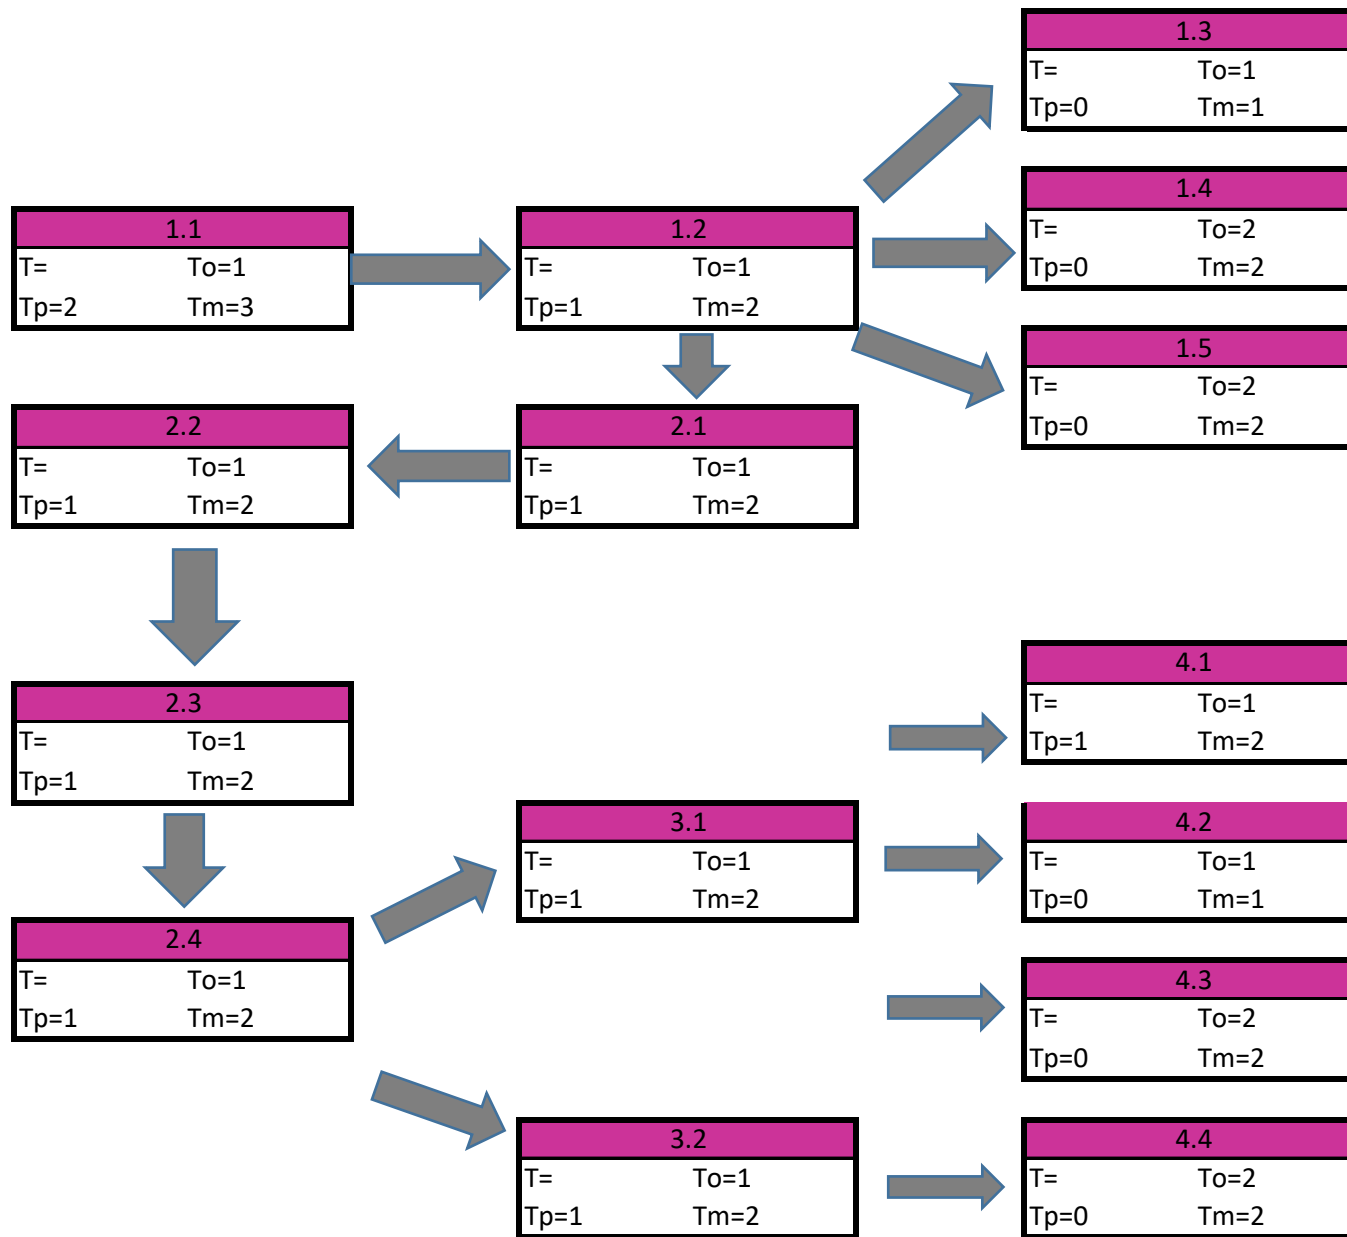 1.3
T= To=1
Tp=0 Tm=1
1.4
T= To=2
Tp=0 Tm=2
1.1
T= To=1
Tp=2 Tm=3
1.2
T= To=1
Tp=1 Tm=2
1.5
T= To=2
Tp=0 Tm=2
2.2
T= To=1
Tp=1 Tm=2
2.1
T= To=1
Tp=1 Tm=2
2.3
T= To=1
Tp=1 Tm=2
4.1
T= To=1
Tp=1 Tm=2
3.1
T= To=1
Tp=1 Tm=2
4.2
T= To=1
Tp=0 Tm=1
2.4
T= To=1
Tp=1 Tm=2
4.3
T= To=2
Tp=0 Tm=2
3.2
T= To=1
Tp=1 Tm=2
4.4
T= To=2
Tp=0 Tm=2